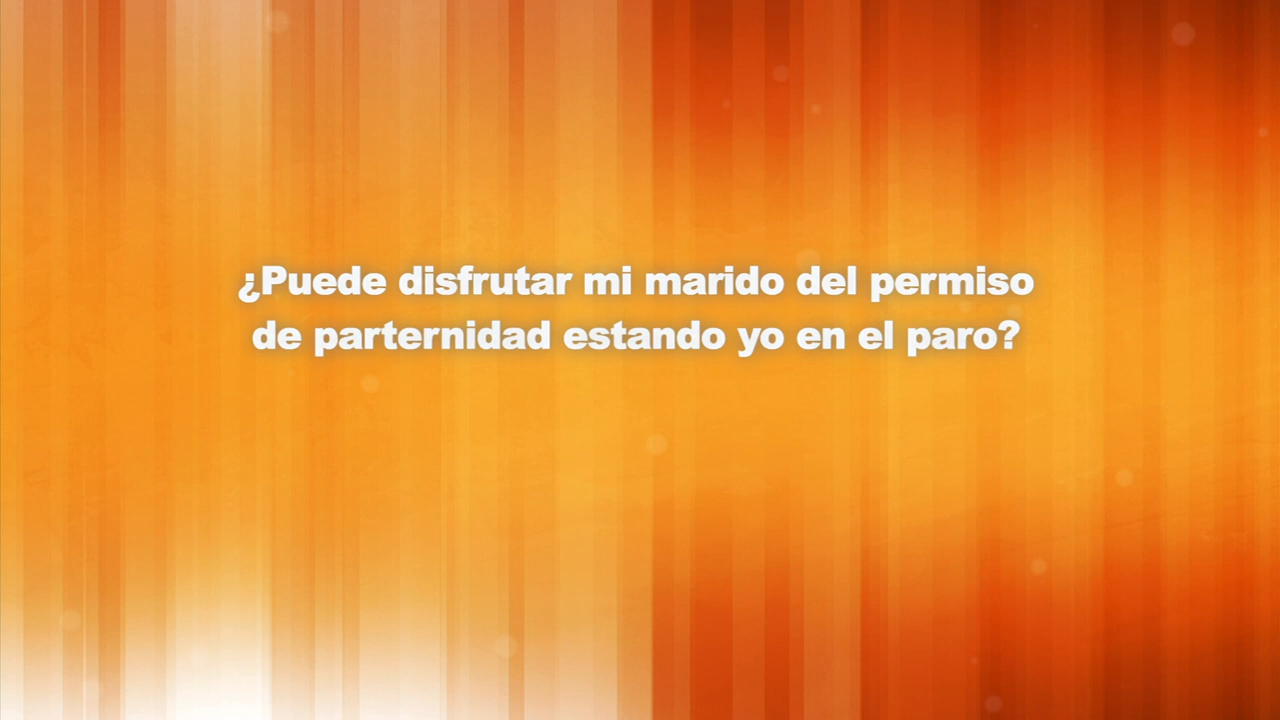 ¿Puede disfrutar mi marido del permiso
de parternidad estando yo en el paro?